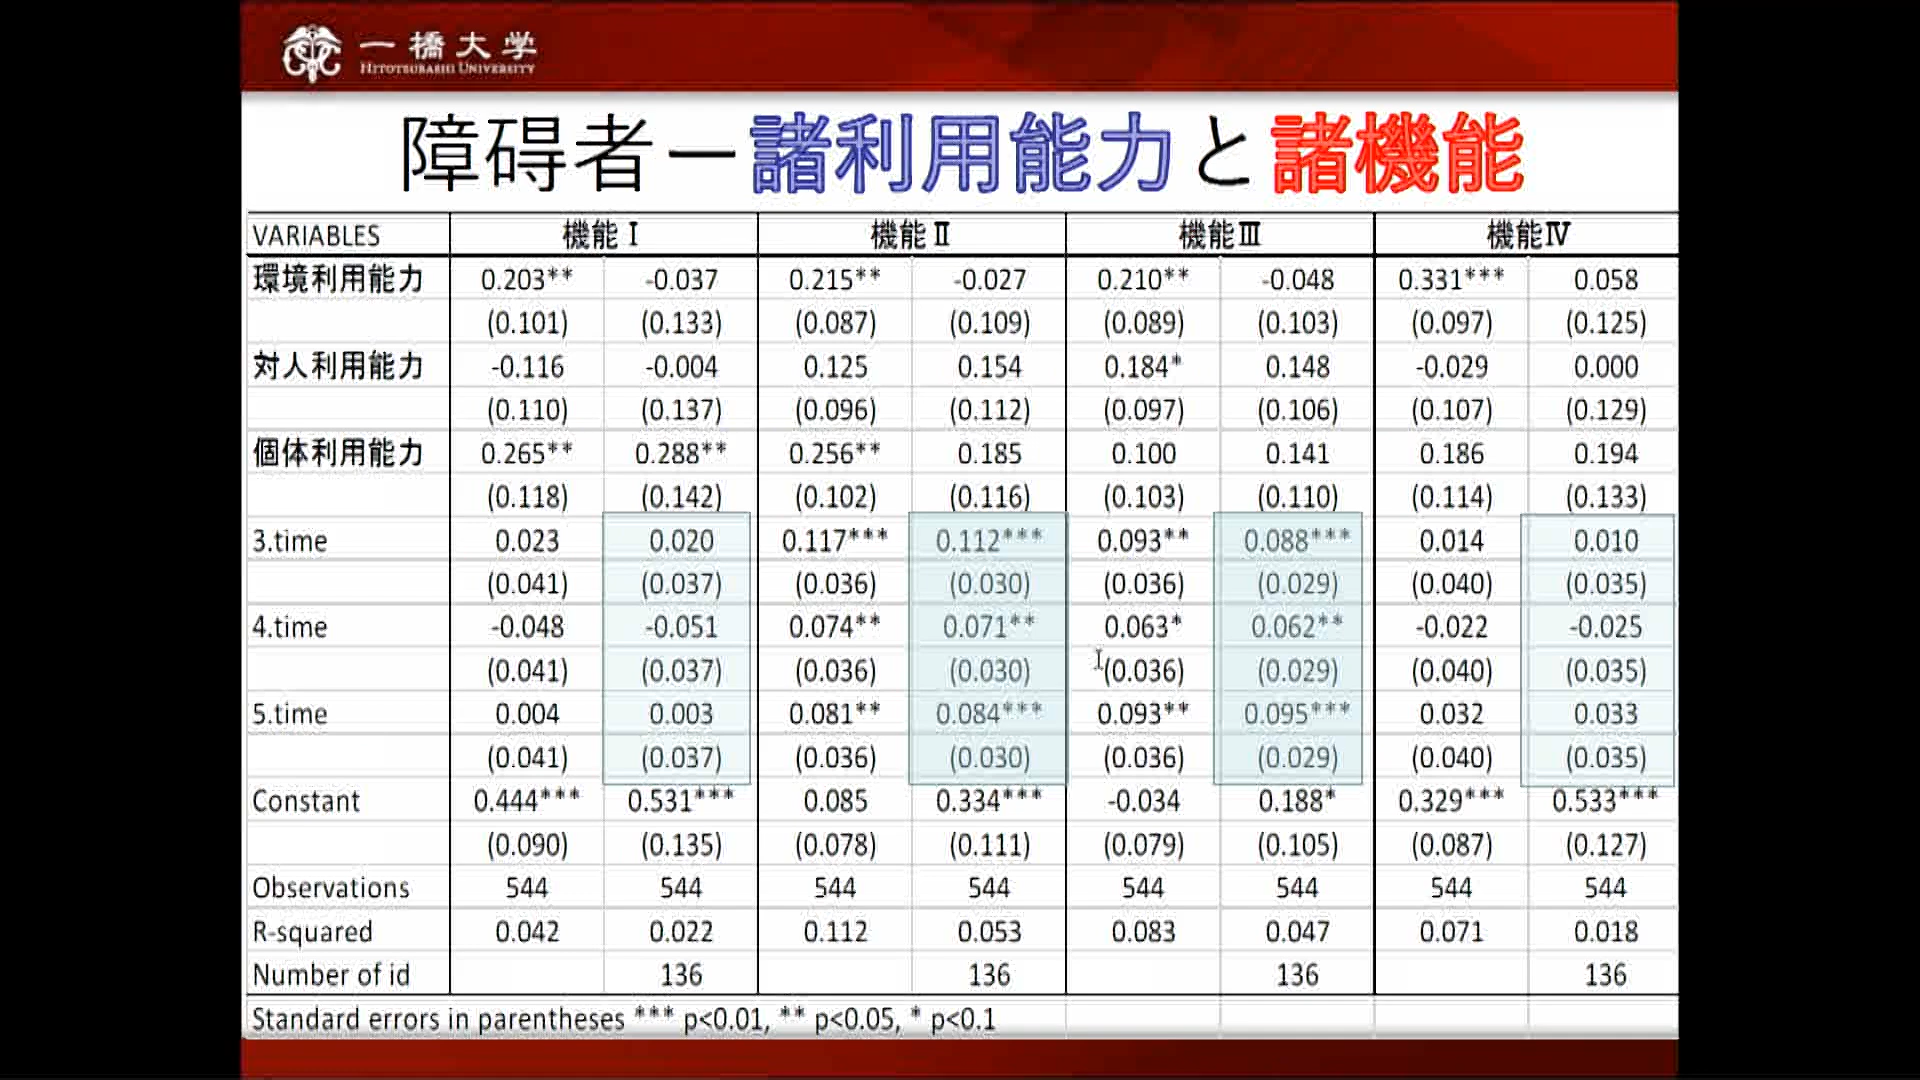 一橋大学
HITOTSUBASHI UNIVERSITY
障碍者ー諸利用能力と諸機能
VARIABLES 機能Ⅰ 機能Ⅱ 機能Ⅲ 機能Ⅳ
環境利用能力 0.203** -0.037 0.215** -0.027 0.210** -0.048 0.331*** 0.058
(0.101) (0.133) (0.087) (0.109) (0.089) (0.103) (0.097) (0.125)
対人利用能力 -0.116 -0.004 0.125 0.154 0.184* 0.148 -0.029 0.000
(0.110) (0.137) (0.096) (0.112) (0.097) (0.106) (0.107) (0.129)
個体利用能力 0.265** 0.288** 0.256** 0.185 0.100 0.141 0.186 0.194
(0.118) (0.142) (0.102) (0.116) (0.103) (0.110) (0.114) (0.133)
3.time 0.023 0.020 0.117*** 0.112*** 0.093** 0.088*** 0.014 0.010
(0.041) (0.037) (0.036) (0.030) (0.036) (0.029) (0.040) (0.035)
4.time -0.048 -0.051 0.074** 0.071** 0.063* 0.062** -0.022 -0.025
(0.041) (0.037) (0.036) (0.030) (0.036) (0.029) (0.040) (0.035)
5.time 0.004 0.003 0.081** 0.084*** 0.093** 0.095*** 0.032 0.033
(0.041) (0.037) (0.036) (0.030) (0.036) (0.029) (0.040) (0.035)
Constant 0.444*** 0.531*** 0.085 0.334*** -0.034 0.188* 0.329*** 0.533***
(0.090) (0.135) (0.078) (0.111) (0.079) (0.105) (0.087) (0.127)
Observations 544 544 544 544 544 544 544 544
R-squared 0.042 0.022 0.112 0.053 0.083 0.047 0.071 0.018
Number of id 136 136 136 136
Standard errors in parentheses *** p<0.01, ** p<0.05, * p<0.1